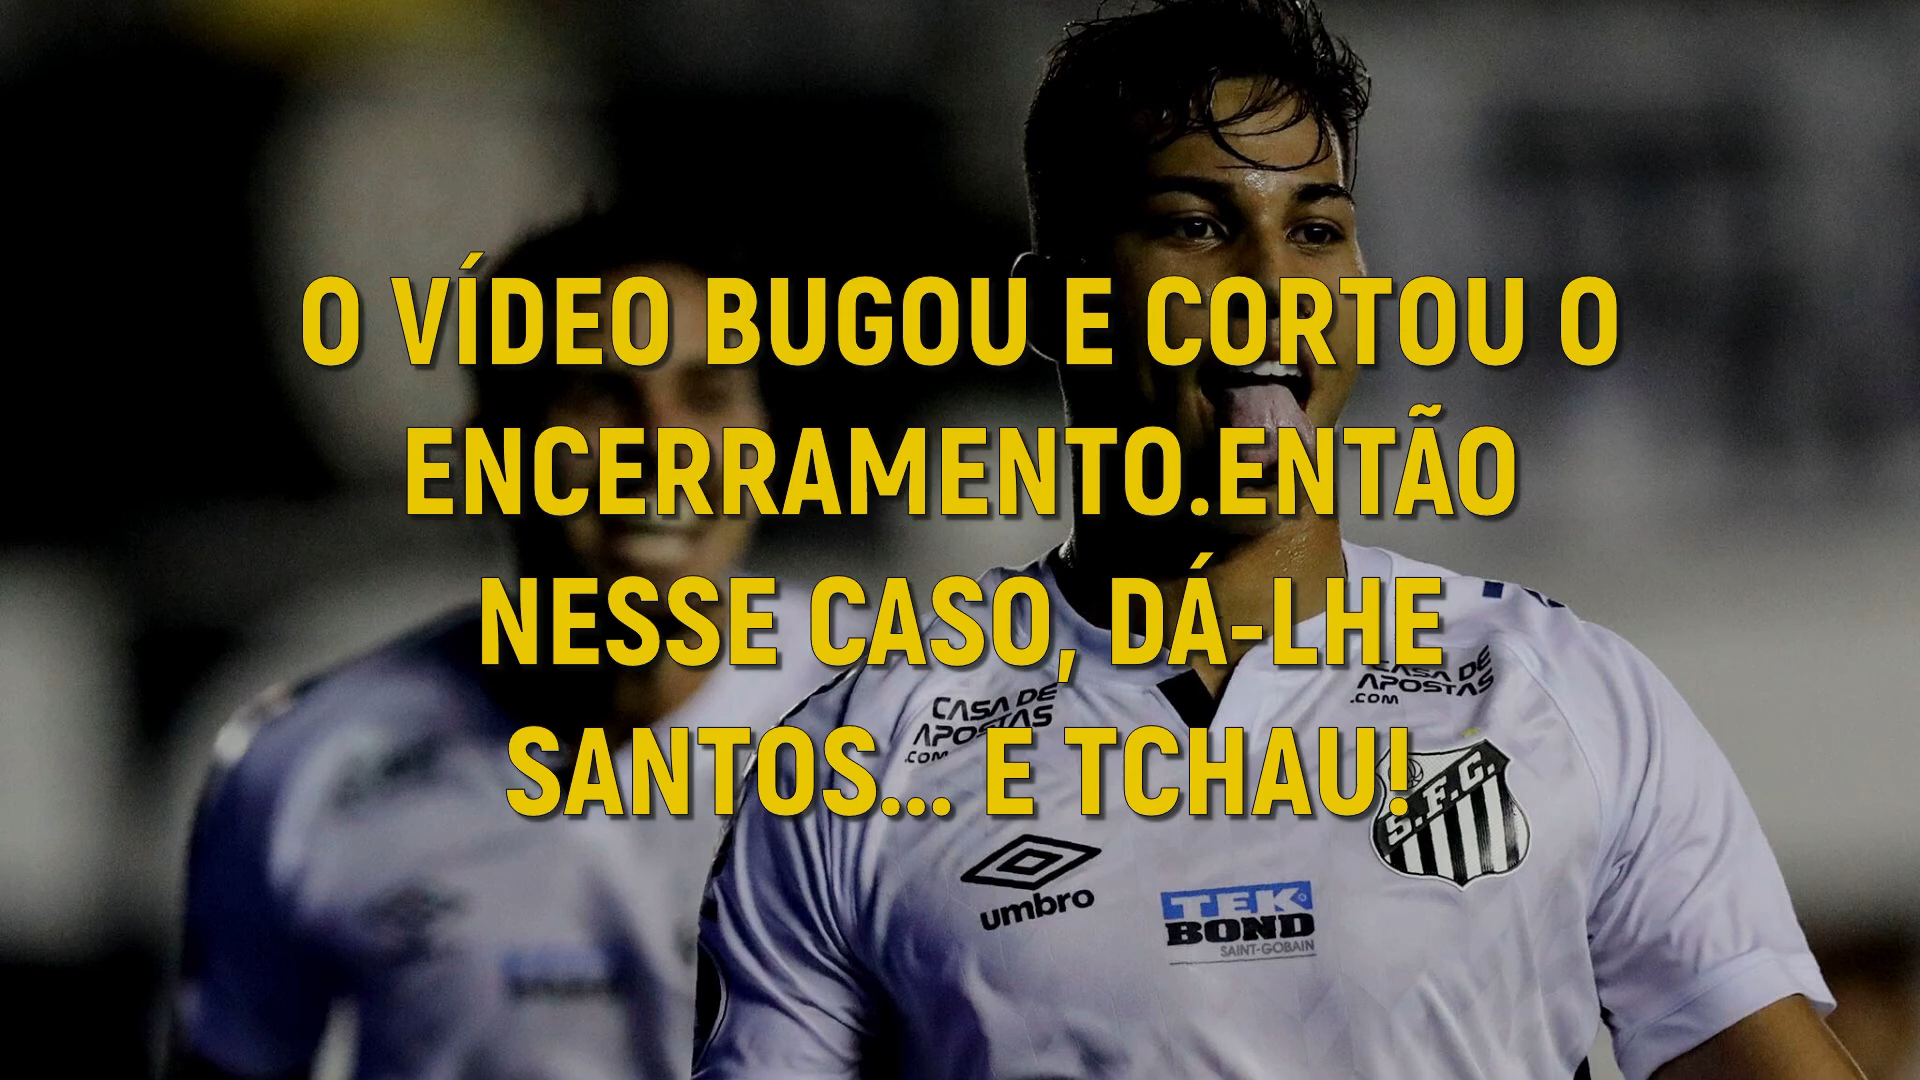 O VÍDEO BUGOU E CORTOU O
ENCERRAMENTO.ENTÃO
NESSE CASO, DÁ-LHE
SANTOS... E TCHAU!
CASA DE
APOSTAS
.COM
CASA DE
APOSTAS
.COM
S.F.C.
umbro
TEK
BOND
SAINT-GOBAIN